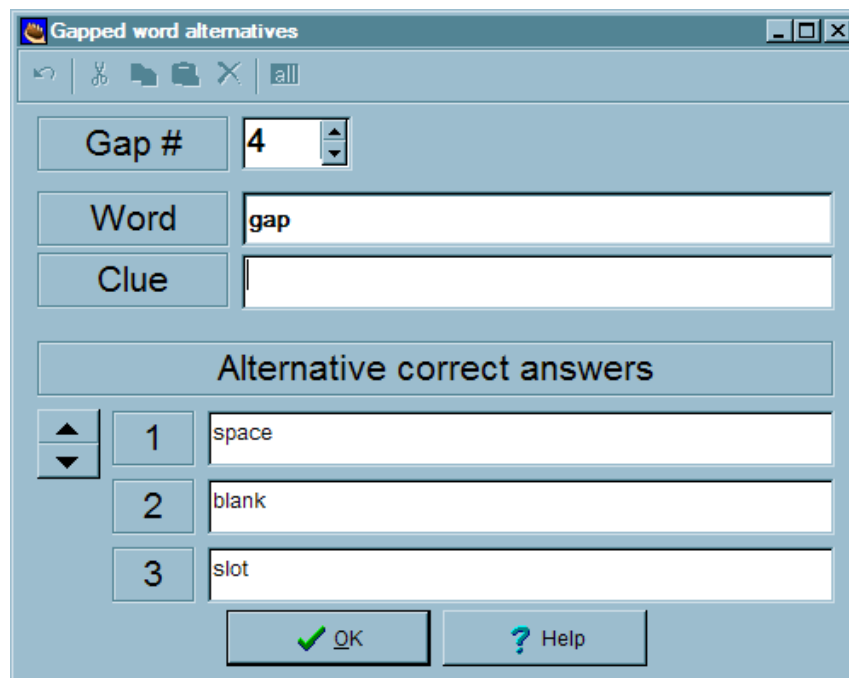 Gapped word alternatives
all
Gap # 4
Word gap
Clue
Alternative correct answers
1 space
2 blank
3 slot
OK ? Help